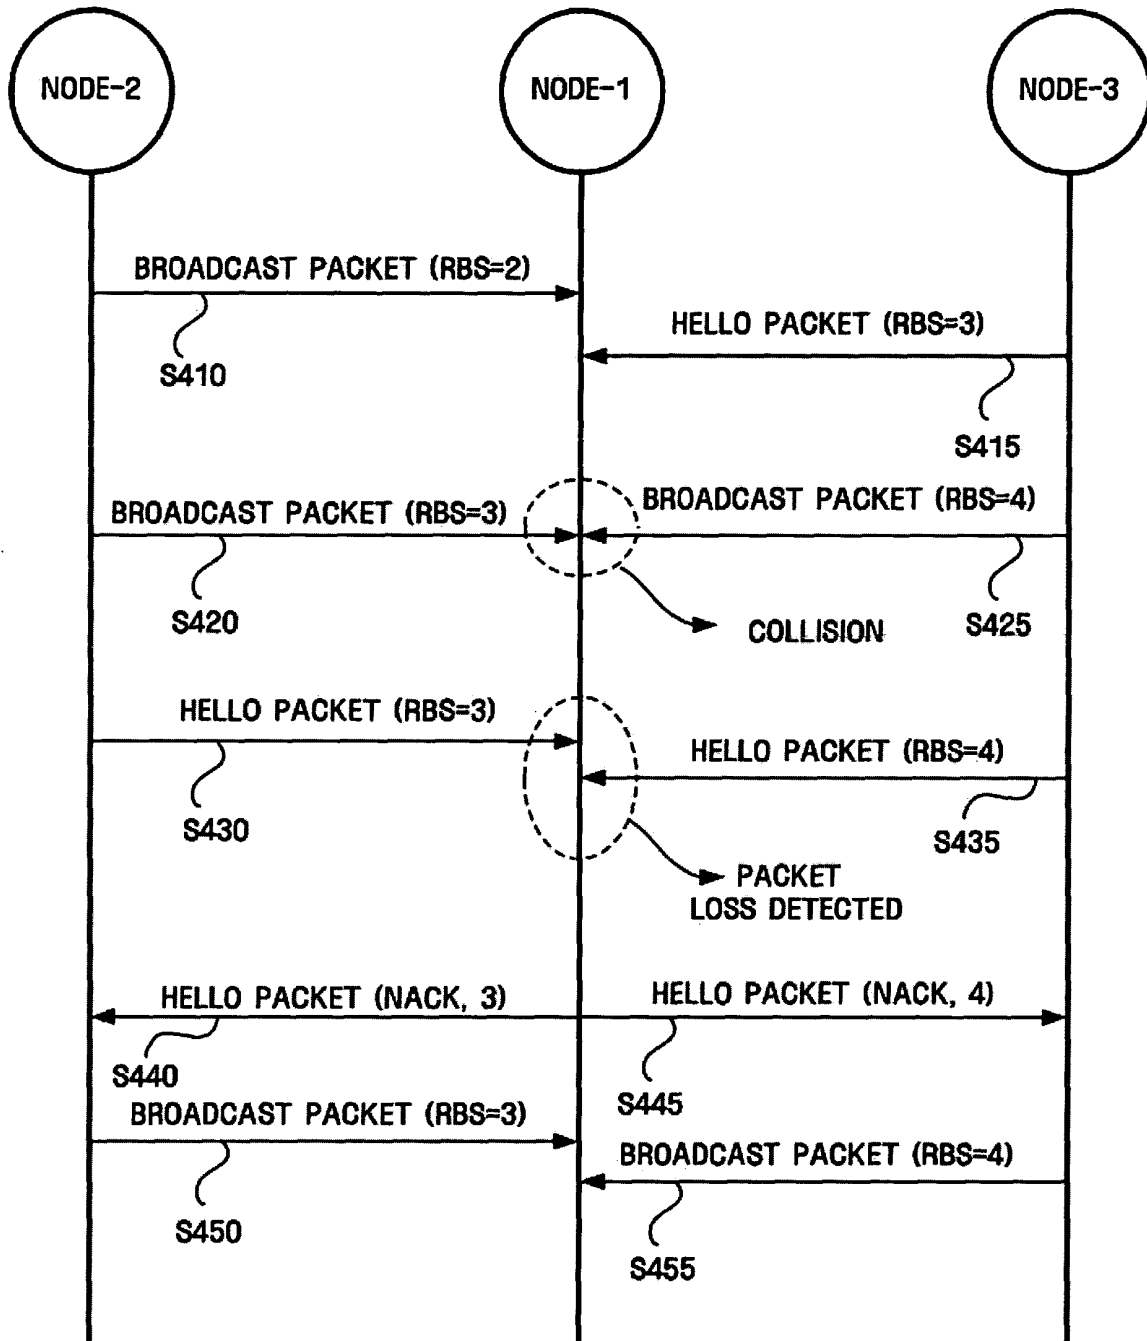 NODE-2
NODE-1
NODE-3
BROADCAST PACKET (RBS=2)
S410
HELLO PACKET (RBS=3)
S415
BROADCAST PACKET (RBS=3)
BROADCAST PACKET (RBS=4)
S420
COLLISION
S425
HELLO PACKET (RBS=3)
HELLO PACKET (RBS=4)
S430
S435
PACKET
LOSS DETECTED
HELLO PACKET (NACK, 3)
HELLO PACKET (NACK, 4)
S440
S445
BROADCAST PACKET (RBS=3)
BROADCAST PACKET (RBS=4)
S450
S455